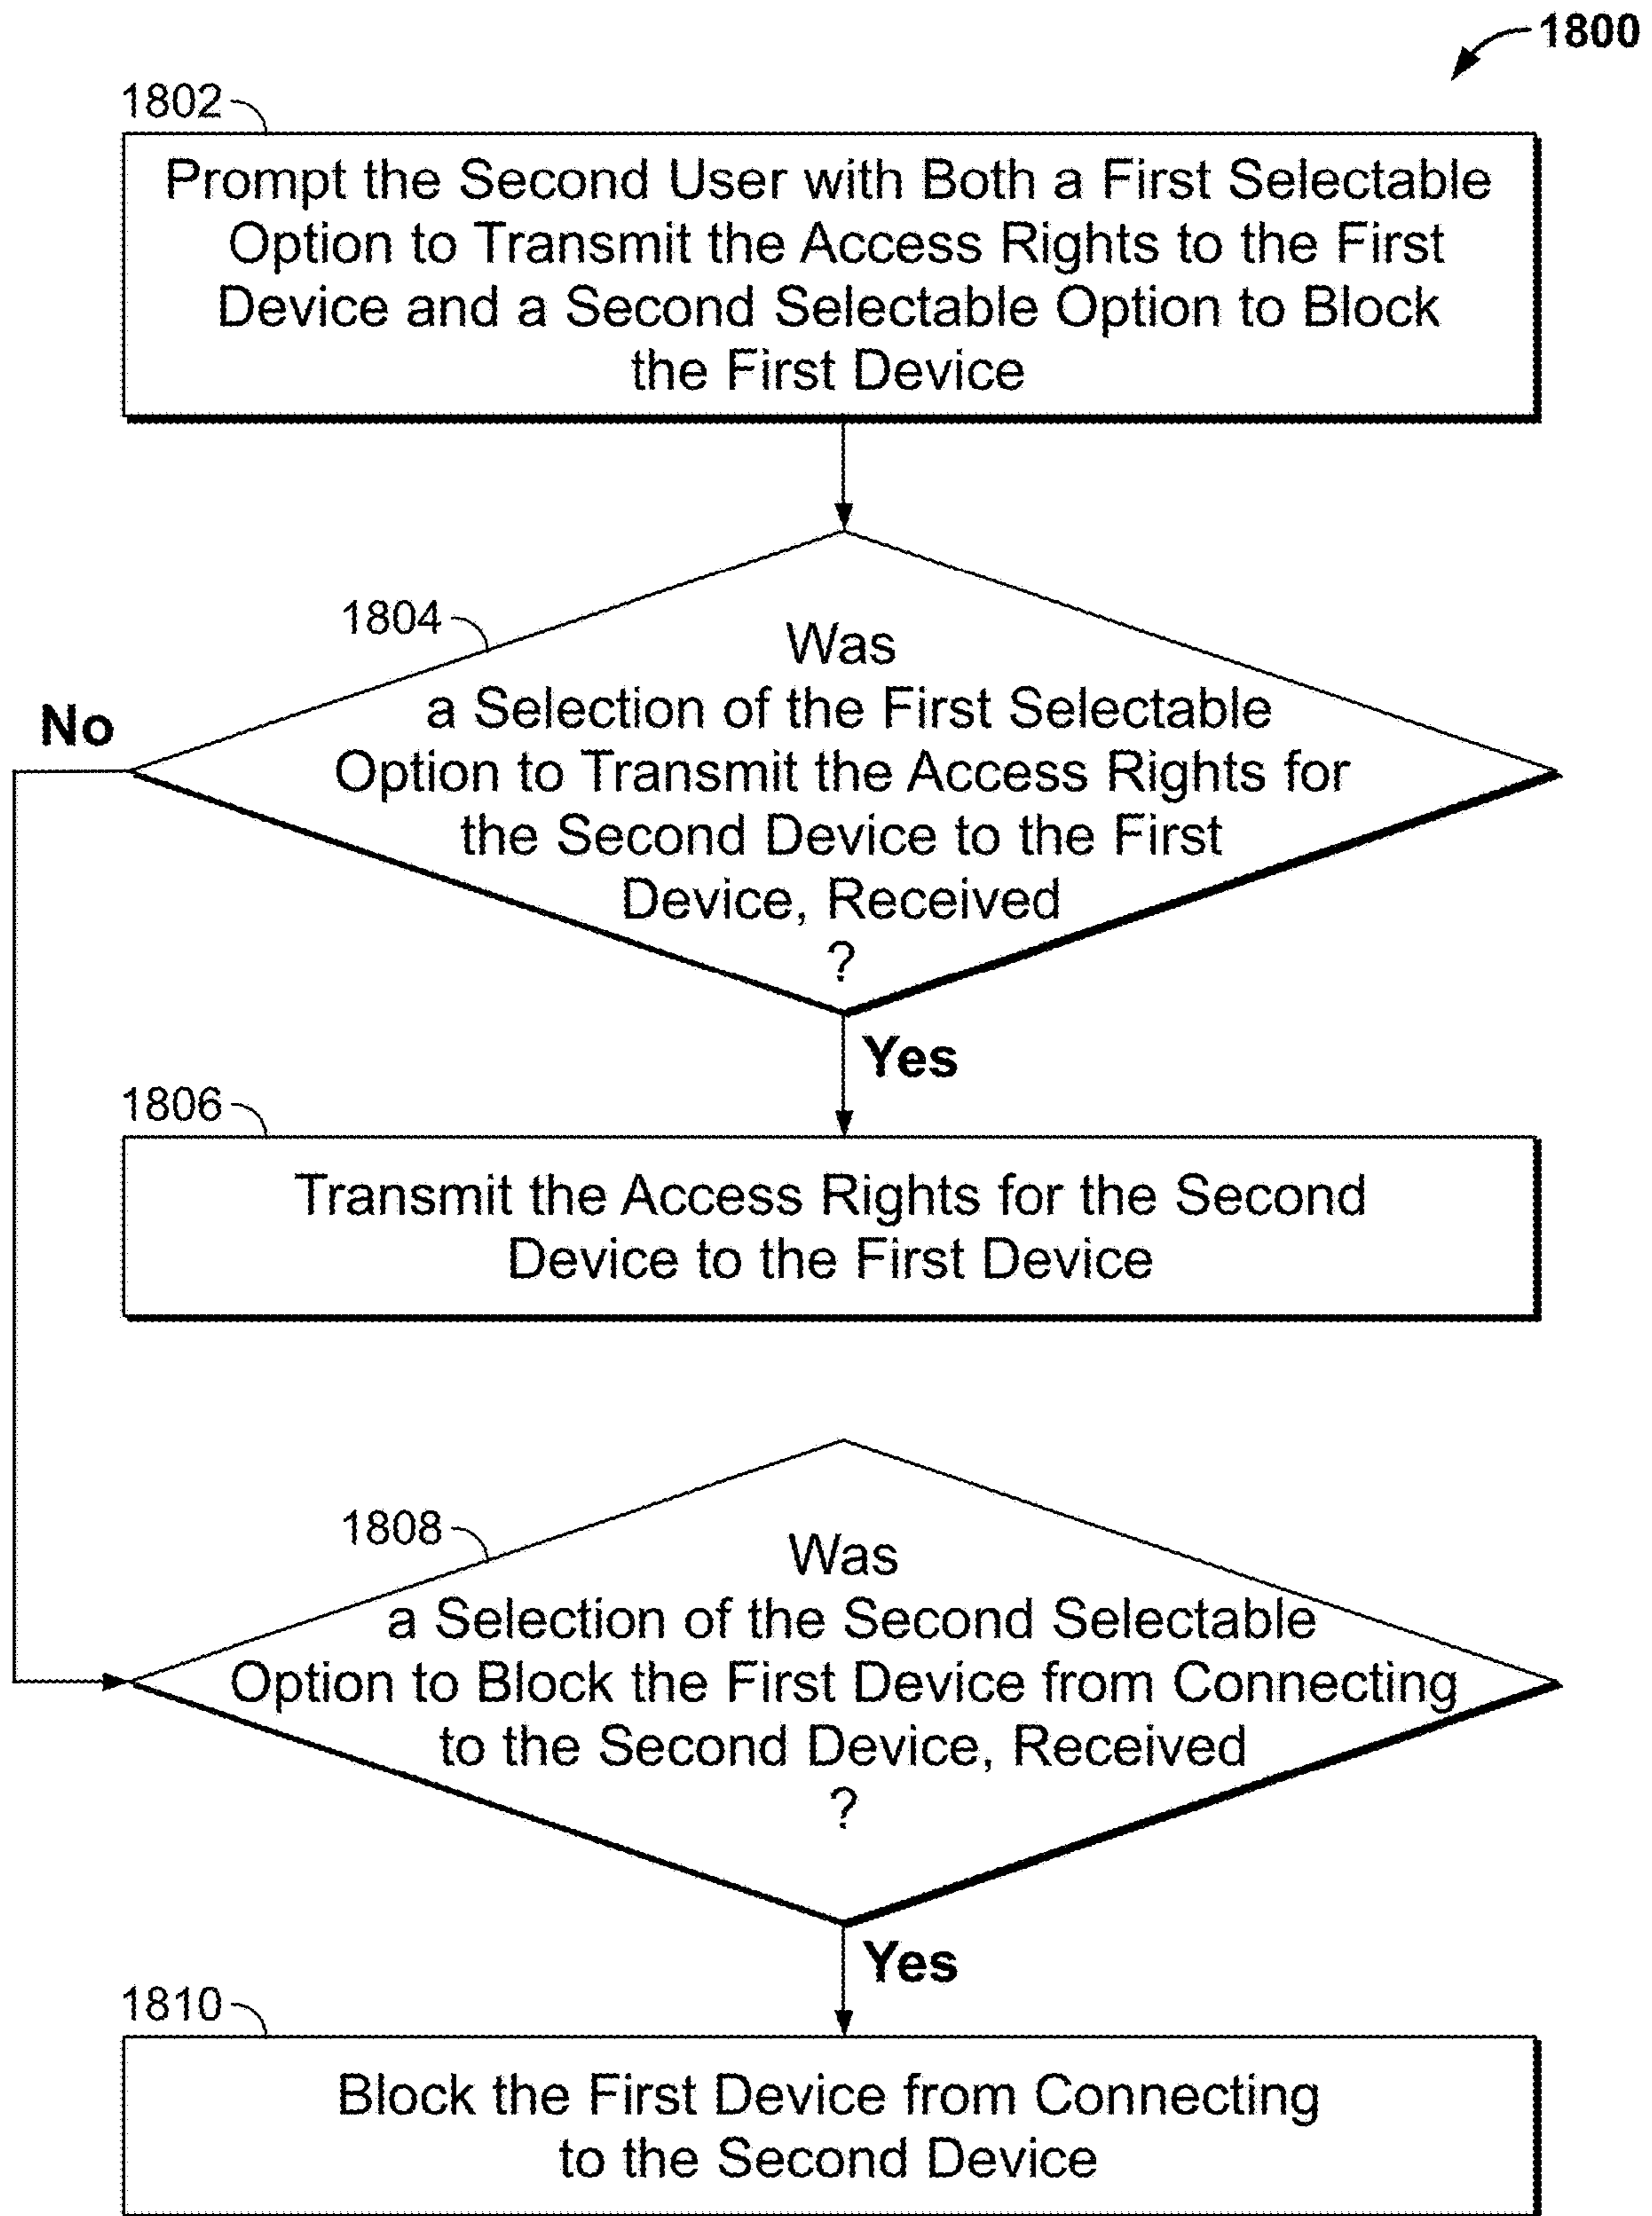 1800
1802
Prompt the Second User with Both a First Selectable
Option to Transmit the Access Rights to the First
Device and a Second Selectable Option to Block
the First Device
1804
Was
a Selection of the First Selectable
Option to Transmit the Access Rights for
the Second Device to the First
Device, Received
?
No
Yes
1806
Transmit the Access Rights for the Second
Device to the First Device
1808
Was
a Selection of the Second Selectable
Option to Block the First Device from Connecting
to the Second Device, Received
?
Yes
1810
Block the First Device from Connecting
to the Second Device